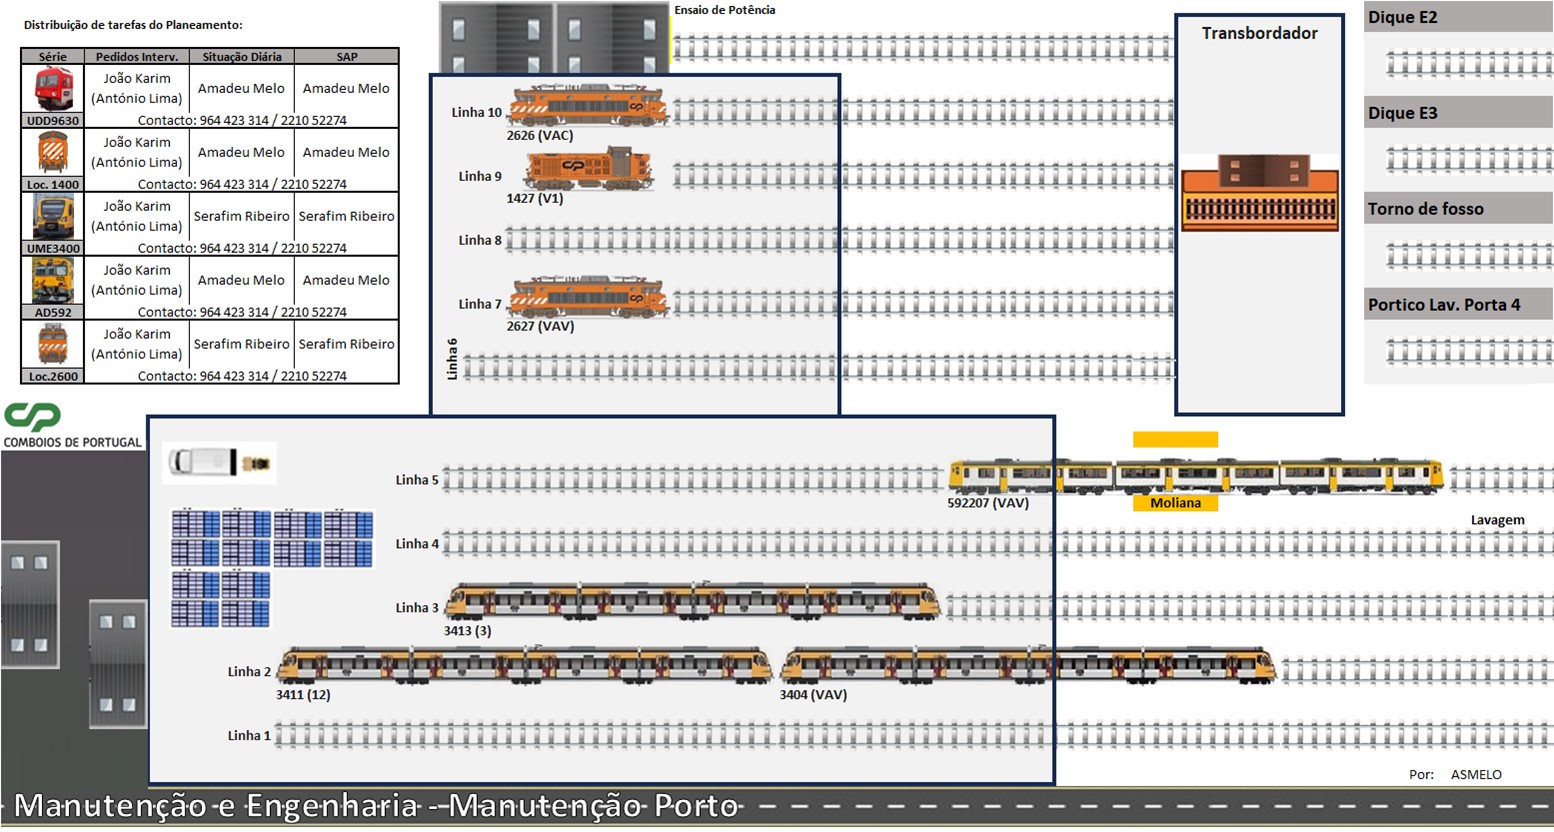 Distribuição de tarefas do Planeamento:
Série Pedidos Interv. Situação Diária SAP
João Karim
(António Lima) Amadeu Melo Amadeu Melo
UDD9630 Contacto: 964 423 314 / 2210 52274
João Karim
(António Lima) Amadeu Melo Amadeu Melo
Loc. 1400 Contacto: 964 423 314 / 2210 52274
João Karim
(António Lima) Serafim Ribeiro Serafim Ribeiro
UME3400 Contacto: 964 423 314 / 2210 52274
João Karim
(António Lima) Amadeu Melo Amadeu Melo
AD592 Contacto: 964 423 314 / 2210 52274
João Karim
(António Lima) Serafim Ribeiro Serafim Ribeiro
Loc.2600 Contacto: 964 423 314 / 2210 52274
CP
COMBOIOS DE PORTUGAL
Ensaio de Potência
Linha 10
2626 (VAC)
Linha 9
1427 (V1)
Linha 8
Linha 7
2627 (VAV)
Linha 6
Transbordador
Dique E2
Dique E3
Torno de fosso
Portico Lav. Porta 4
Linha 5
592207 (VAV)
Moliana
Lavagem
Linha 4
Linha 3
3413 (3)
Linha 2
3411 (12)
3404 (VAV)
Linha 1
Por: ASMELO
Manutenção e Engenharia - Manutenção Porto